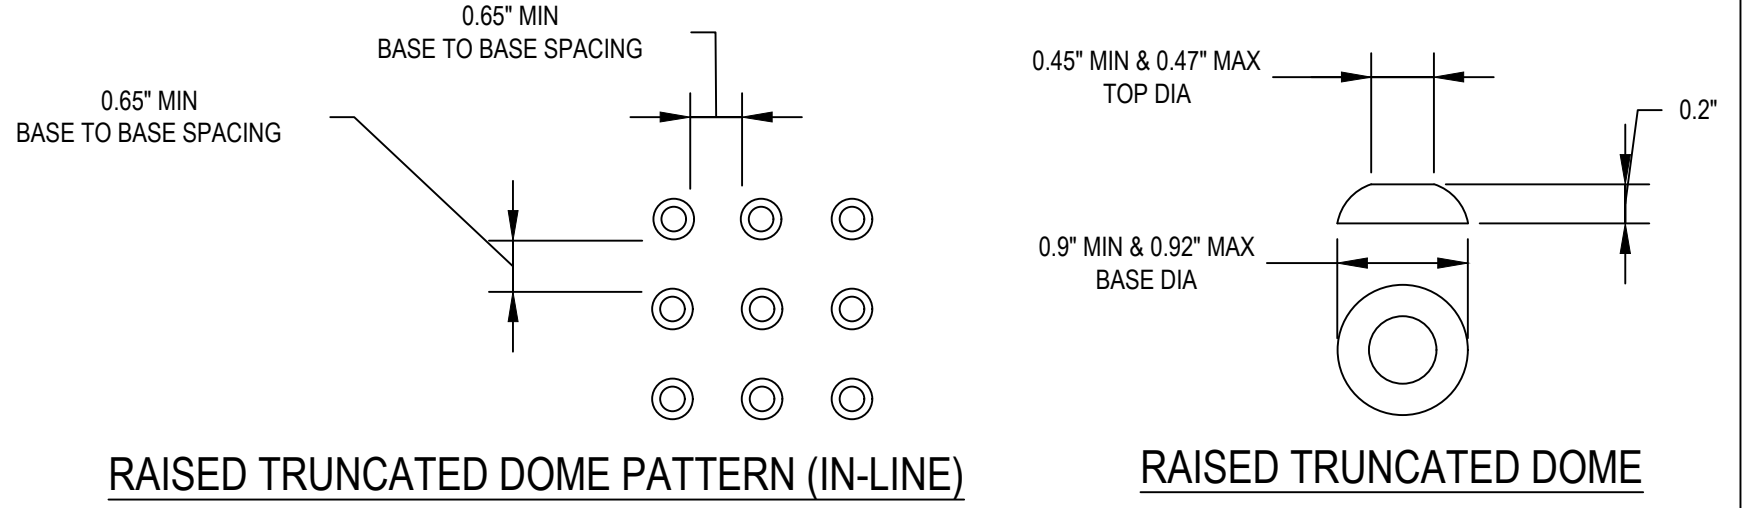 0.65" MIN
BASE TO BASE SPACING
0.65" MIN
BASE TO BASE SPACING
RAISED TRUNCATED DOME PATTERN (IN-LINE)
0.45" MIN & 0.47" MAX
TOP DIA
0.2"
0.9" MIN & 0.92" MAX
BASE DIA
RAISED TRUNCATED DOME